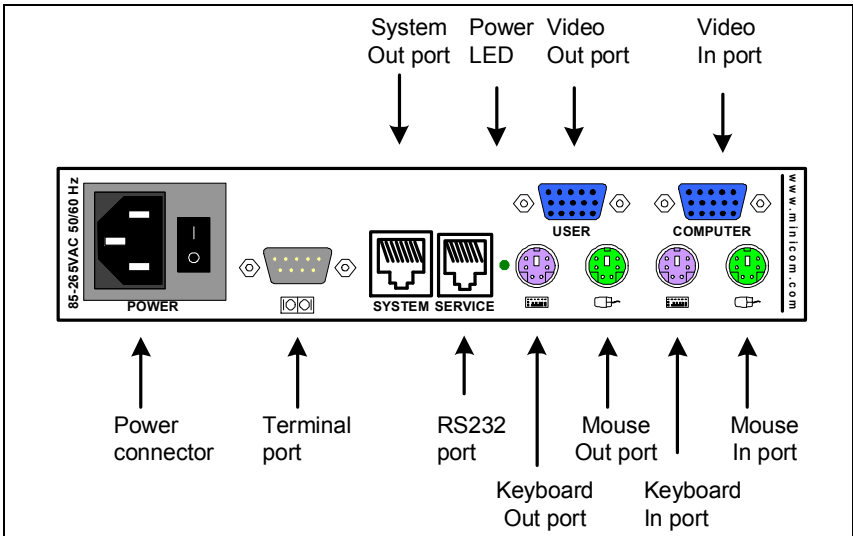 System
Out port
Power
LED
Video
Out port
Video
In port
85-265VAC 50/60 Hz
POWER
|O|O|
SYSTEM
SERVICE
USER
COMPUTER
www.minicom.com
Power
connector
Terminal
port
RS232
port
Mouse
Out port
Mouse
In port
Keyboard
Out port
Keyboard
In port